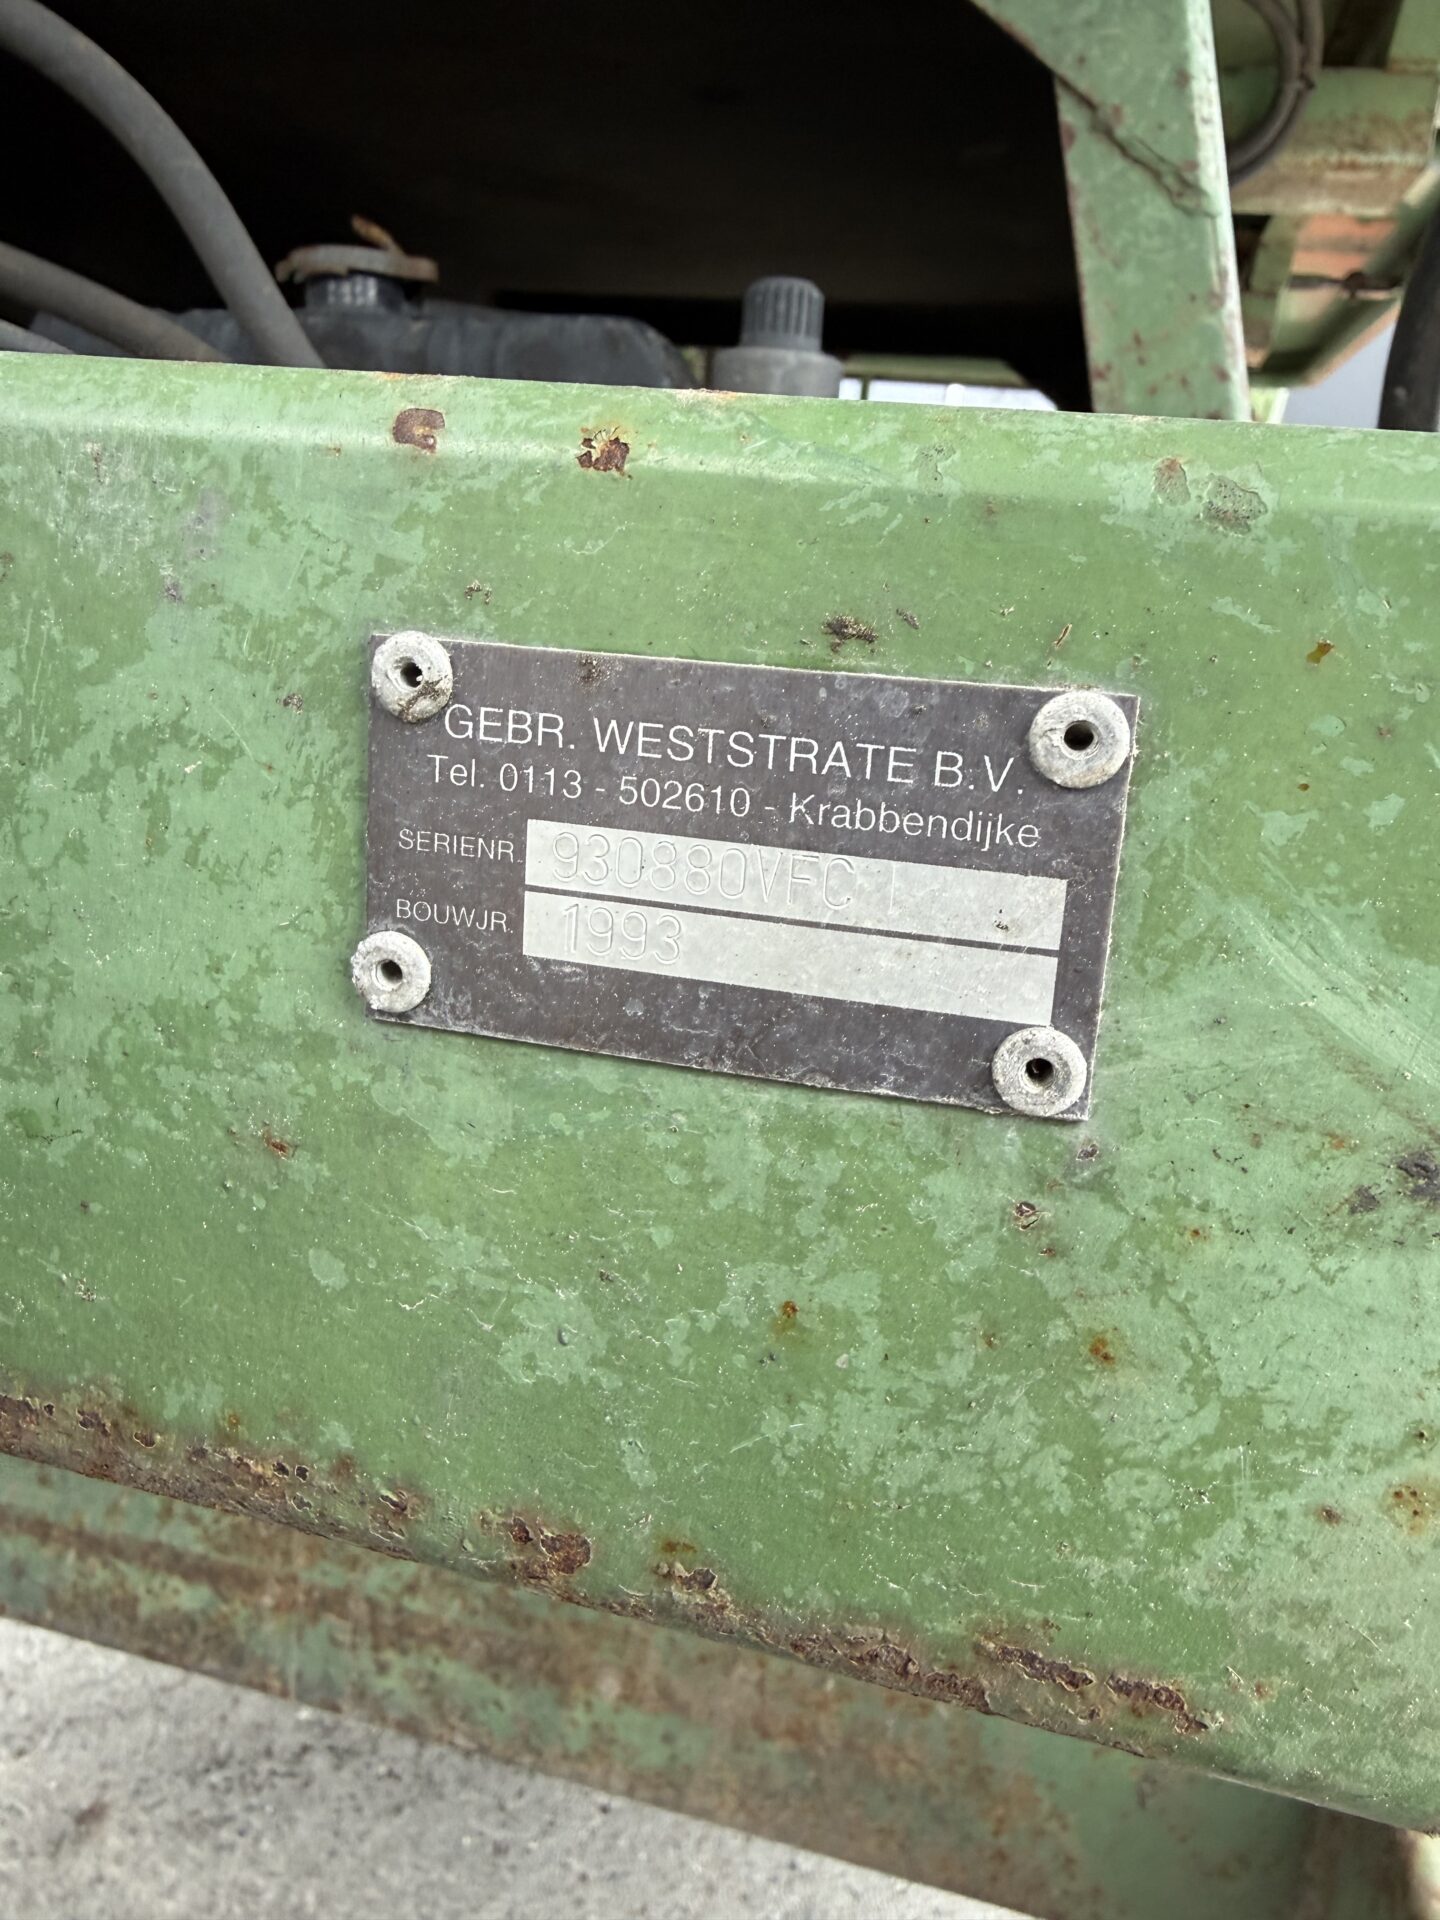 GEBR. WESTSTRATE B.V.
Tel. 0113 - 502610 - Krabbendijke
SERIENR. 930880VFC
BOUWJR. 1993